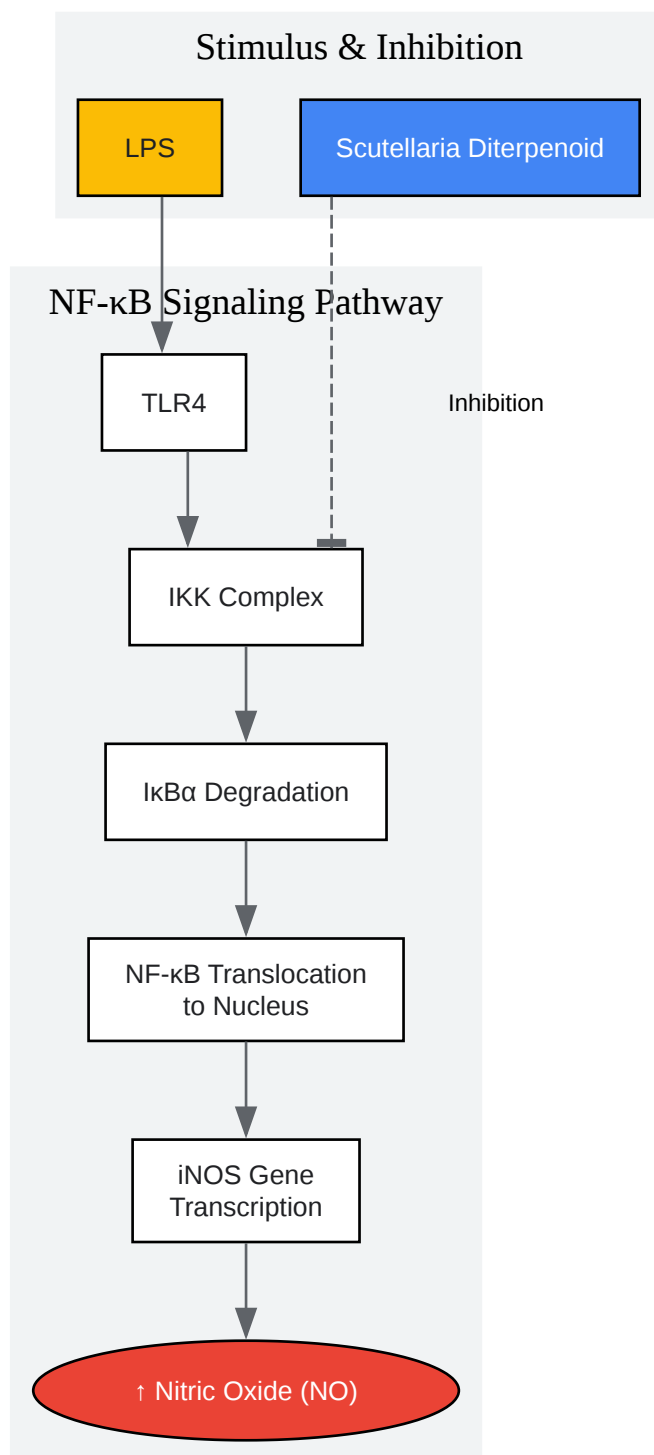 Stimulus & Inhibition
LPS
Scutellaria Diterpenoid
NF-κB Signaling Pathway
TLR4
Inhibition
IKK Complex
IκBα Degradation
NF-κB Translocation
to Nucleus
iNOS Gene
Transcription
↑ Nitric Oxide (NO)